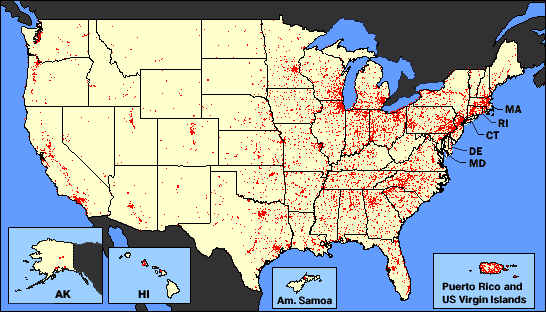 MA
RI
CT
DE
MD
AK
HI
Am. Samoa
Puerto Rico and
US Virgin Islands